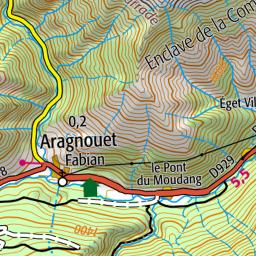 Enclave de la Com
0,2
Aragnouet
Fabian
Eget Vil
le Pont
du Moudang
D929
5,5
1400